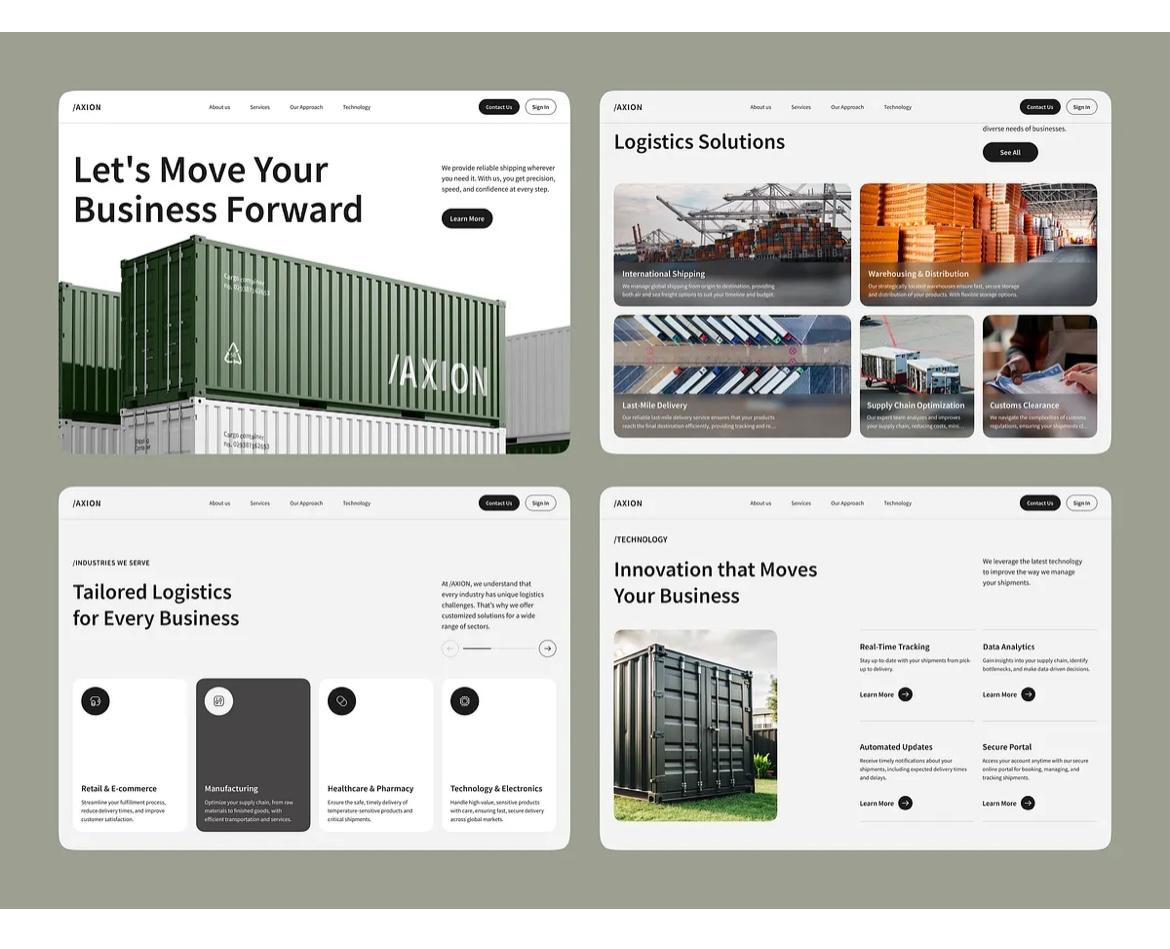 /AXION
About us Services Our Approach Technology Contact Us Sign In
Let's Move Your
Business Forward
We provide reliable shipping wherever
you need it. With us, you get precision,
speed, and confidence at every step.
Learn More
Cargo container
/AXION
Cargo container
/AXION
About us Services Our Approach Technology Contact Us Sign In
Logistics Solutions
diverse needs of businesses.
See All
International Shipping
We manage global shipping from origin to destination, providing
both air and sea freight options to suit your timeline and budget.
Warehousing & Distribution
Our strategically located warehouses ensure fast, secure storage
and distribution of your products. With flexible storage options.
Last-Mile Delivery
Our reliable last-mile delivery service ensures that your products
reach the final destination efficiently, providing tracking and re...
Supply Chain Optimization
Our expert team analyzes and improves
your supply chain, reducing costs, mini...
Customs Clearance
We navigate the complexities of customs
regulations, ensuring your shipments cl...
/AXION
About us Services Our Approach Technology Contact Us Sign In
/INDUSTRIES WE SERVE
Tailored Logistics
for Every Business
At /AXION, we understand that
every industry has unique logistics
challenges. That's why we offer
customized solutions for a wide
range of sectors.
Retail & E-commerce
Streamline your fulfillment process,
reduce delivery times, and improve
customer satisfaction.
Manufacturing
Optimize your supply chain, from raw
materials to finished goods, with
efficient transportation and services.
Healthcare & Pharmacy
Ensure the safe, timely delivery of
temperature-sensitive products and
critical shipments.
Technology & Electronics
Handle high-value, sensitive products
with care, ensuring fast, secure delivery
across global markets.
/AXION
About us Services Our Approach Technology Contact Us Sign In
/TECHNOLOGY
Innovation that Moves
Your Business
We leverage the latest technology
to improve the way we manage
your shipments.
Real-Time Tracking
Stay up-to-date with your shipments from pick-
up to delivery.
Learn More
Data Analytics
Gain insights into your supply chain, identify
bottlenecks, and make data-driven decisions.
Learn More
Automated Updates
Receive timely notifications about your
shipments, including expected delivery times
and delays.
Learn More
Secure Portal
Access your account anytime with our secure
online portal for booking, managing, and
tracking shipments.
Learn More